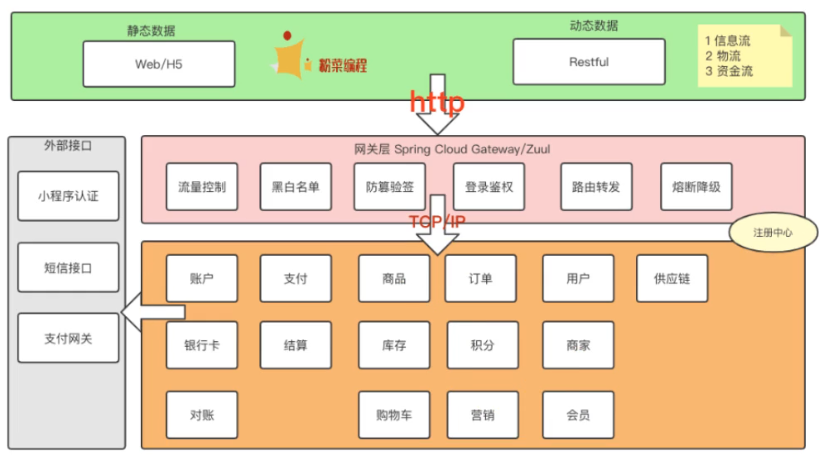 静态数据
Web/H5
粉菜编程
动态数据
Restful
1 信息流
2 物流
3 资金流
http
外部接口
小程序认证
短信接口
支付网关
网关层 Spring Cloud Gateway/Zuul
流量控制
黑白名单
防篡验签
登录鉴权
路由转发
熔断降级
TCP/IP
注册中心
账户
支付
商品
订单
用户
供应链
银行卡
结算
库存
积分
商家
对账
购物车
营销
会员